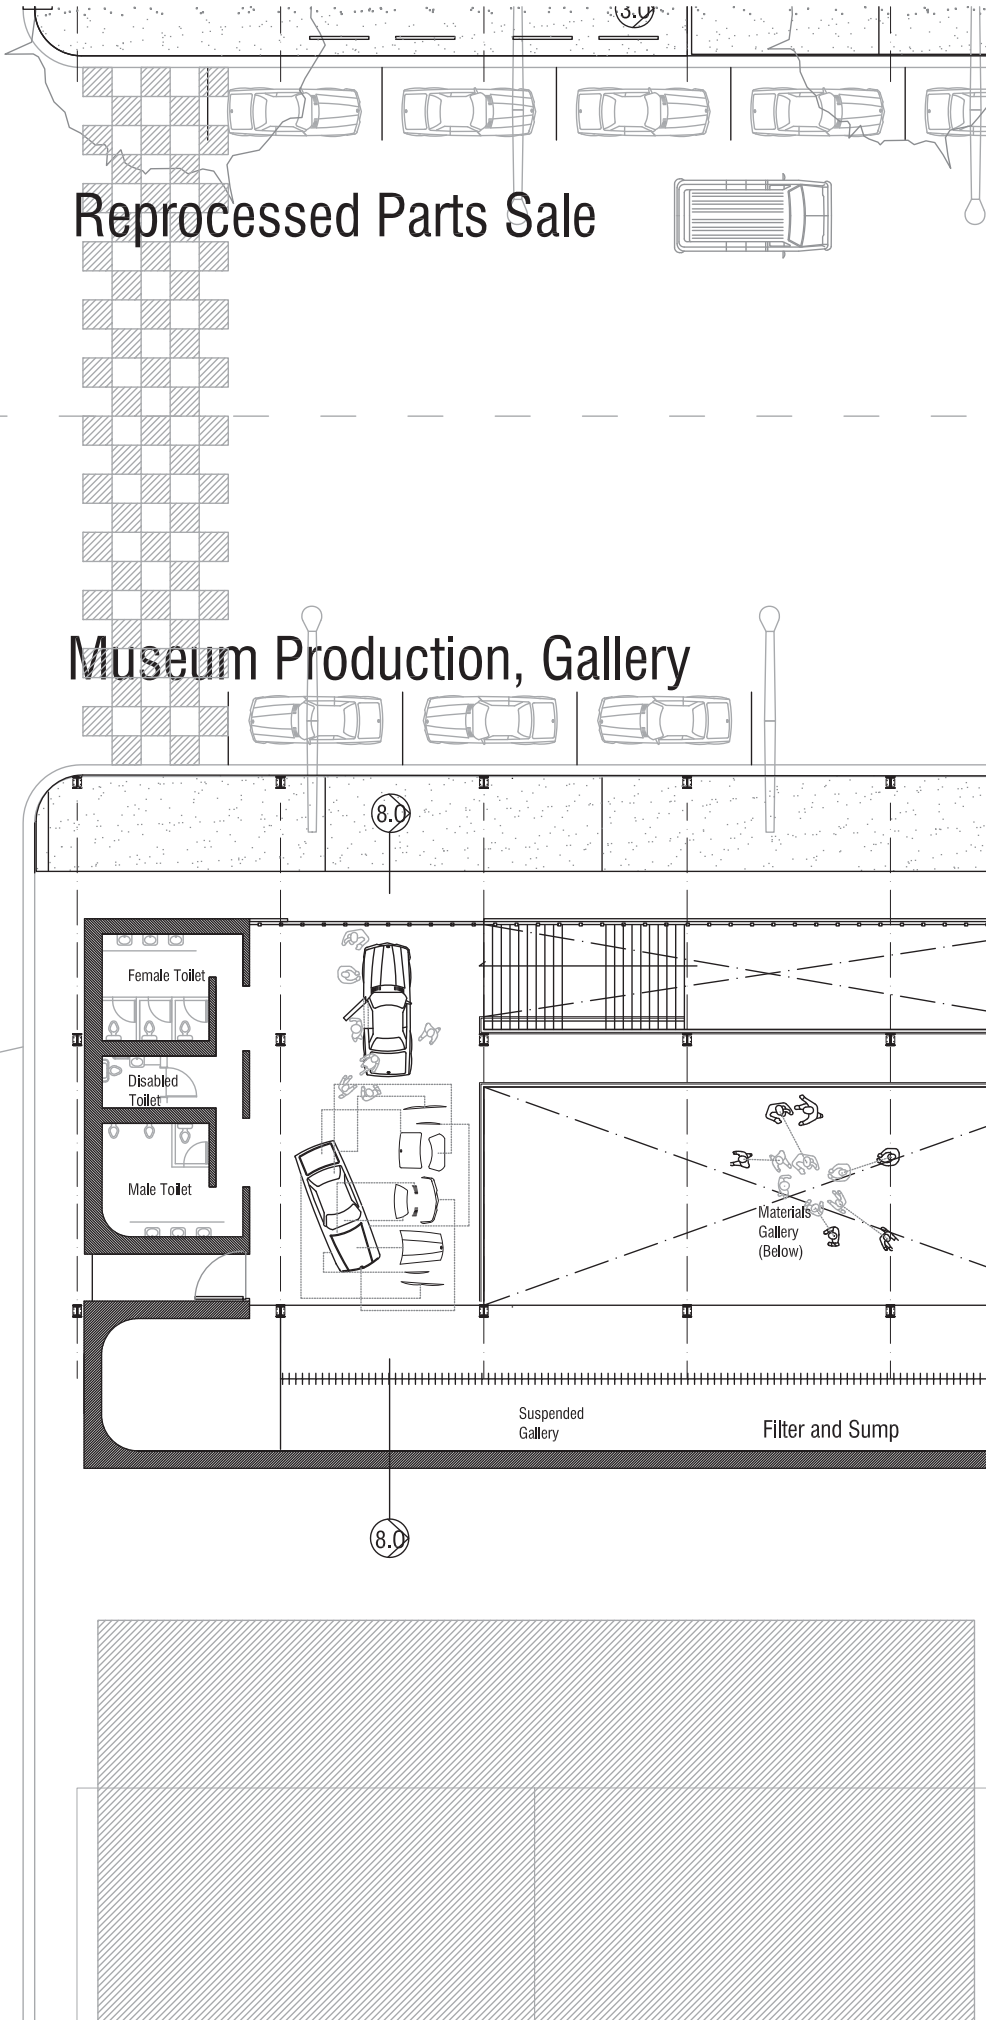 3.0
Reprocessed Parts Sale
Museum Production, Gallery
8.0
Female Toilet
Disabled
Toilet
Male Toilet
Materials
Gallery
(Below)
Suspended
Gallery
Filter and Sump
8.0